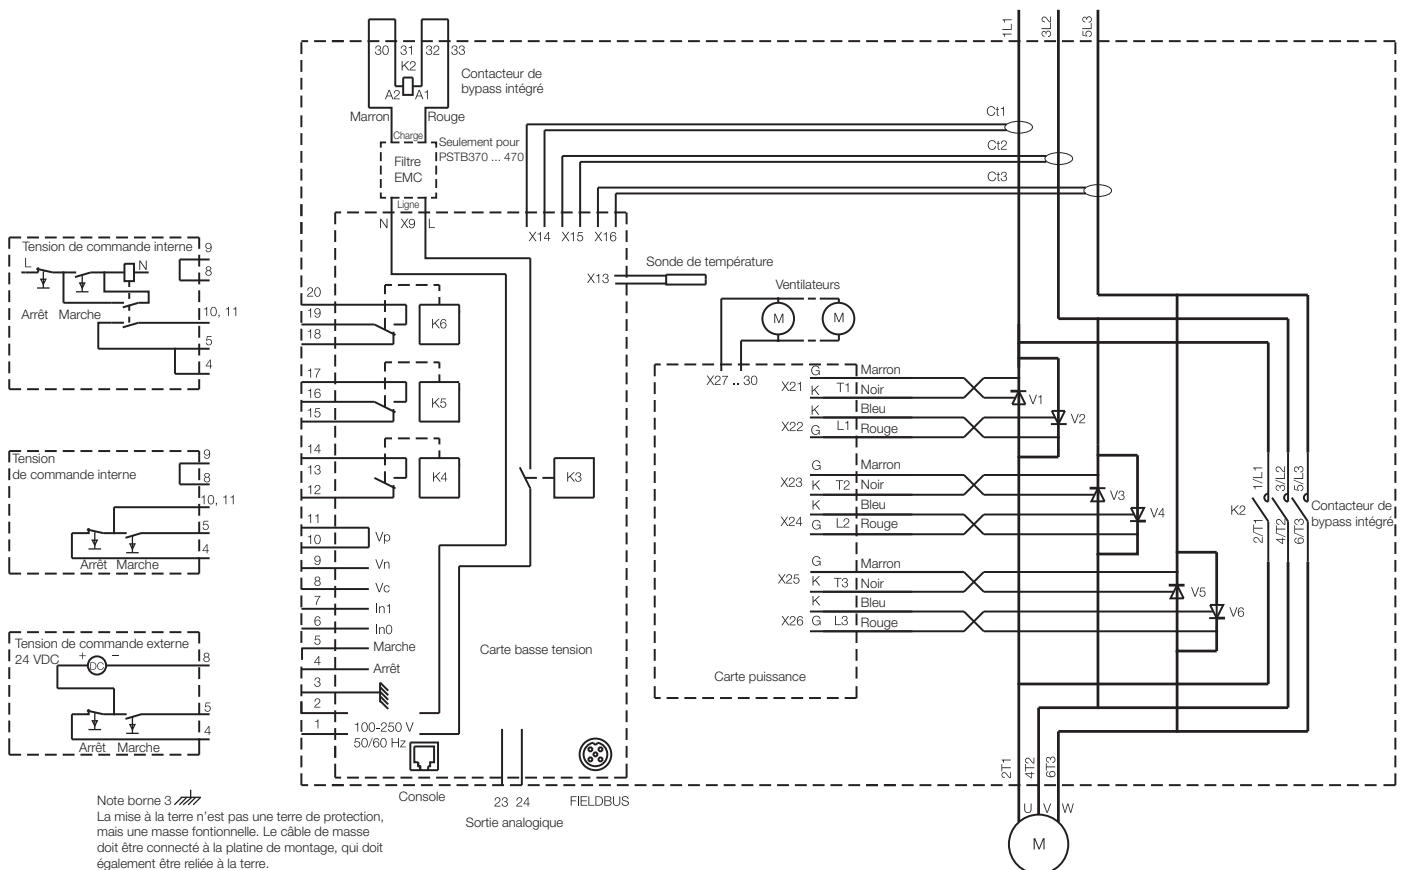 30 31 32 33
K2
A2 A1
Contacteur de
bypass intégré
Marron Rouge
Charge
Filtre
EMC
Ligne
Seulement pour
PSTB370 ... 470
N X9 L
1L1
3L2
5L3
Ct1
Ct2
Ct3
X14 X15 X16
X13
Sonde de température
Ventilateurs
M M
X27 .. 30
Tension de commande interne
L N
Arrêt Marche
9
8
10, 11
5
4
Tension
de commande interne
Arrêt Marche
9
8
10, 11
5
4
Tension de commande externe
24 VDC
+ DC −
Arrêt Marche
8
5
4
20
19
18
K6
17
16
15
K5
14
13
12
K4
K3
11
10
Vp
9 Vn
8 Vc
7 In1
6 In0
5 Marche
4 Arrêt
3
2
1
100-250 V
50/60 Hz
Carte basse tension
Console
23 24
Sortie analogique
FIELDBUS
Carte puissance
X21
G Marron
K T1 Noir
X22
K Bleu
G L1 Rouge
X23
G Marron
K T2 Noir
X24
K Bleu
G L2 Rouge
X25
G Marron
K T3 Noir
X26
K Bleu
G L3 Rouge
V1
V2
V3
V4
V5
V6
K2
1/L1
3/L2
5/L3
2/T1
4/T2
6/T3
Contacteur de
bypass intégré
2T1
4T2
6T3
U V W
M
Note borne 3
La mise à la terre n'est pas une terre de protection,
mais une masse fontionnelle. Le câble de masse
doit être connecté à la platine de montage, qui doit
également être reliée à la terre.